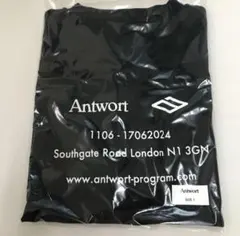 Antwort
1106 - 17062024
Southgate Road London N1 3GN
www.antwort-program.com
Antwort